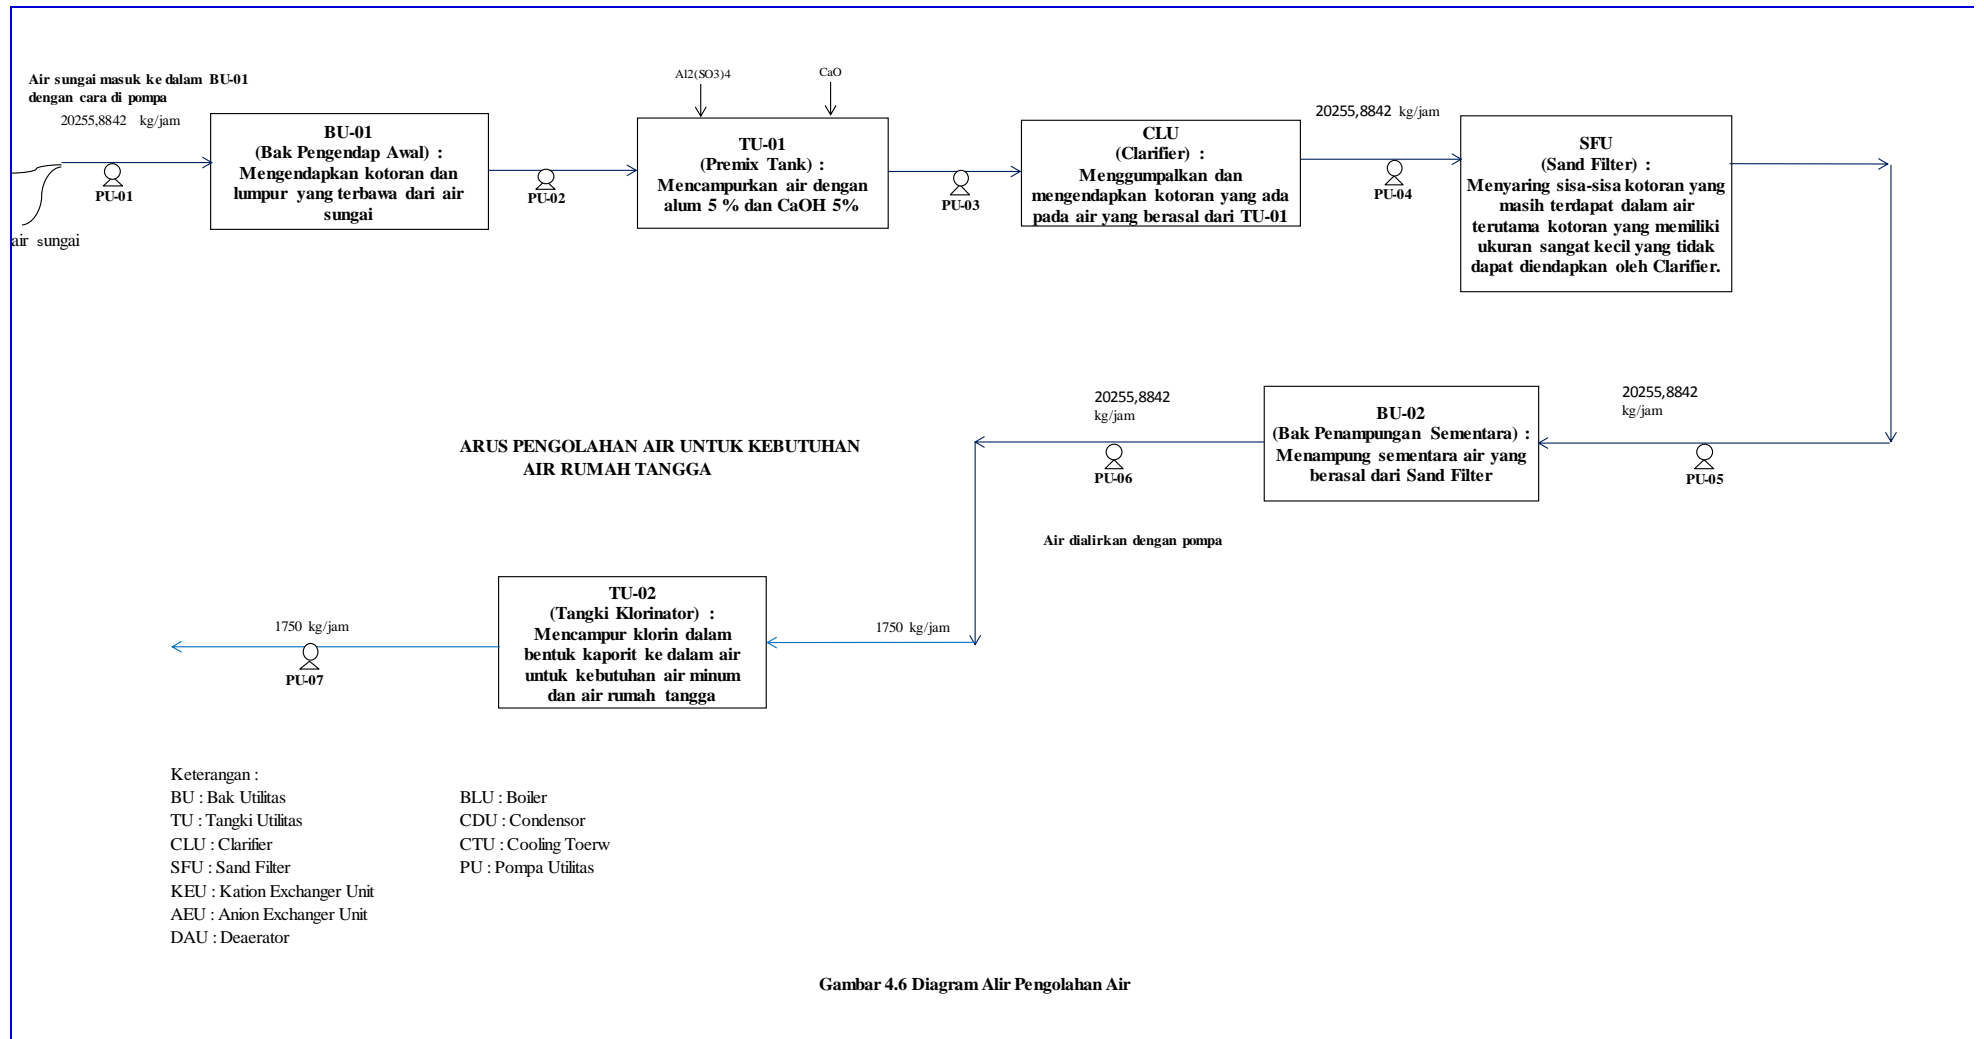 Air sungai masuk ke dalam BU-01
dengan cara di pompa
20255,8842 kg/jam
PU-01
air sungai
BU-01
(Bak Pengendap Awal) :
Mengendapkan kotoran dan
lumpur yang terbawa dari air
sungai
PU-02
Al2(SO3)4
CaO
TU-01
(Premix Tank) :
Mencampurkan air dengan
alum 5 % dan CaOH 5%
PU-03
CLU
(Clarifier) :
Menggumpalkan dan
mengendapkan kotoran yang ada
pada air yang berasal dari TU-01
20255,8842 kg/jam
PU-04
SFU
(Sand Filter) :
Menyaring sisa-sisa kotoran yang
masih terdapat dalam air
terutama kotoran yang memiliki
ukuran sangat kecil yang tidak
dapat diendapkan oleh Clarifier.
20255,8842
kg/jam
PU-05
BU-02
(Bak Penampungan Sementara) :
Menampung sementara air yang
berasal dari Sand Filter
20255,8842
kg/jam
PU-06
Air dialirkan dengan pompa
ARUS PENGOLAHAN AIR UNTUK KEBUTUHAN
AIR RUMAH TANGGA
1750 kg/jam
TU-02
(Tangki Klorinator) :
Mencampur klorin dalam
bentuk kaporit ke dalam air
untuk kebutuhan air minum
dan air rumah tangga
1750 kg/jam
PU-07
Keterangan :
BU : Bak Utilitas
TU : Tangki Utilitas
CLU : Clarifier
SFU : Sand Filter
KEU : Kation Exchanger Unit
AEU : Anion Exchanger Unit
DAU : Deaerator
BLU : Boiler
CDU : Condensor
CTU : Cooling Toerw
PU : Pompa Utilitas
Gambar 4.6 Diagram Alir Pengolahan Air